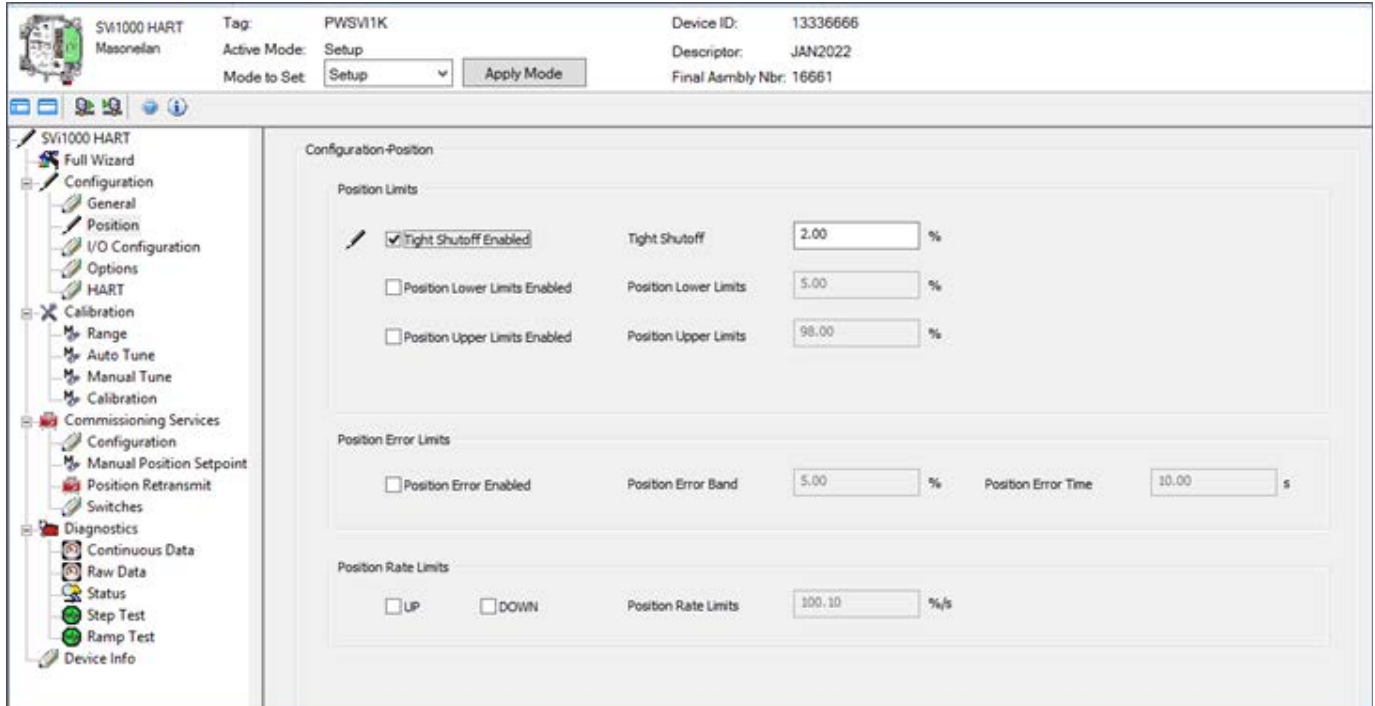 SVi1000 HART
Masoneilan
Tag: PWSVI1K
Active Mode: Setup
Mode to Set: Setup Apply Mode
Device ID: 13336666
Descriptor: JAN2022
Final Asmbly Nbr: 16661
SVi1000 HART
Full Wizard
Configuration
General
Position
I/O Configuration
Options
HART
Calibration
Range
Auto Tune
Manual Tune
Calibration
Commissioning Services
Configuration
Manual Position Setpoint
Position Retransmit
Switches
Diagnostics
Continuous Data
Raw Data
Status
Step Test
Ramp Test
Device Info
Configuration-Position
Position Limits
Tight Shutoff Enabled Tight Shutoff 2.00 %
Position Lower Limits Enabled Position Lower Limits 5.00 %
Position Upper Limits Enabled Position Upper Limits 98.00 %
Position Error Limits
Position Error Enabled Position Error Band 5.00 % Position Error Time 10.00 s
Position Rate Limits
UP DOWN Position Rate Limits 100.10 %/s